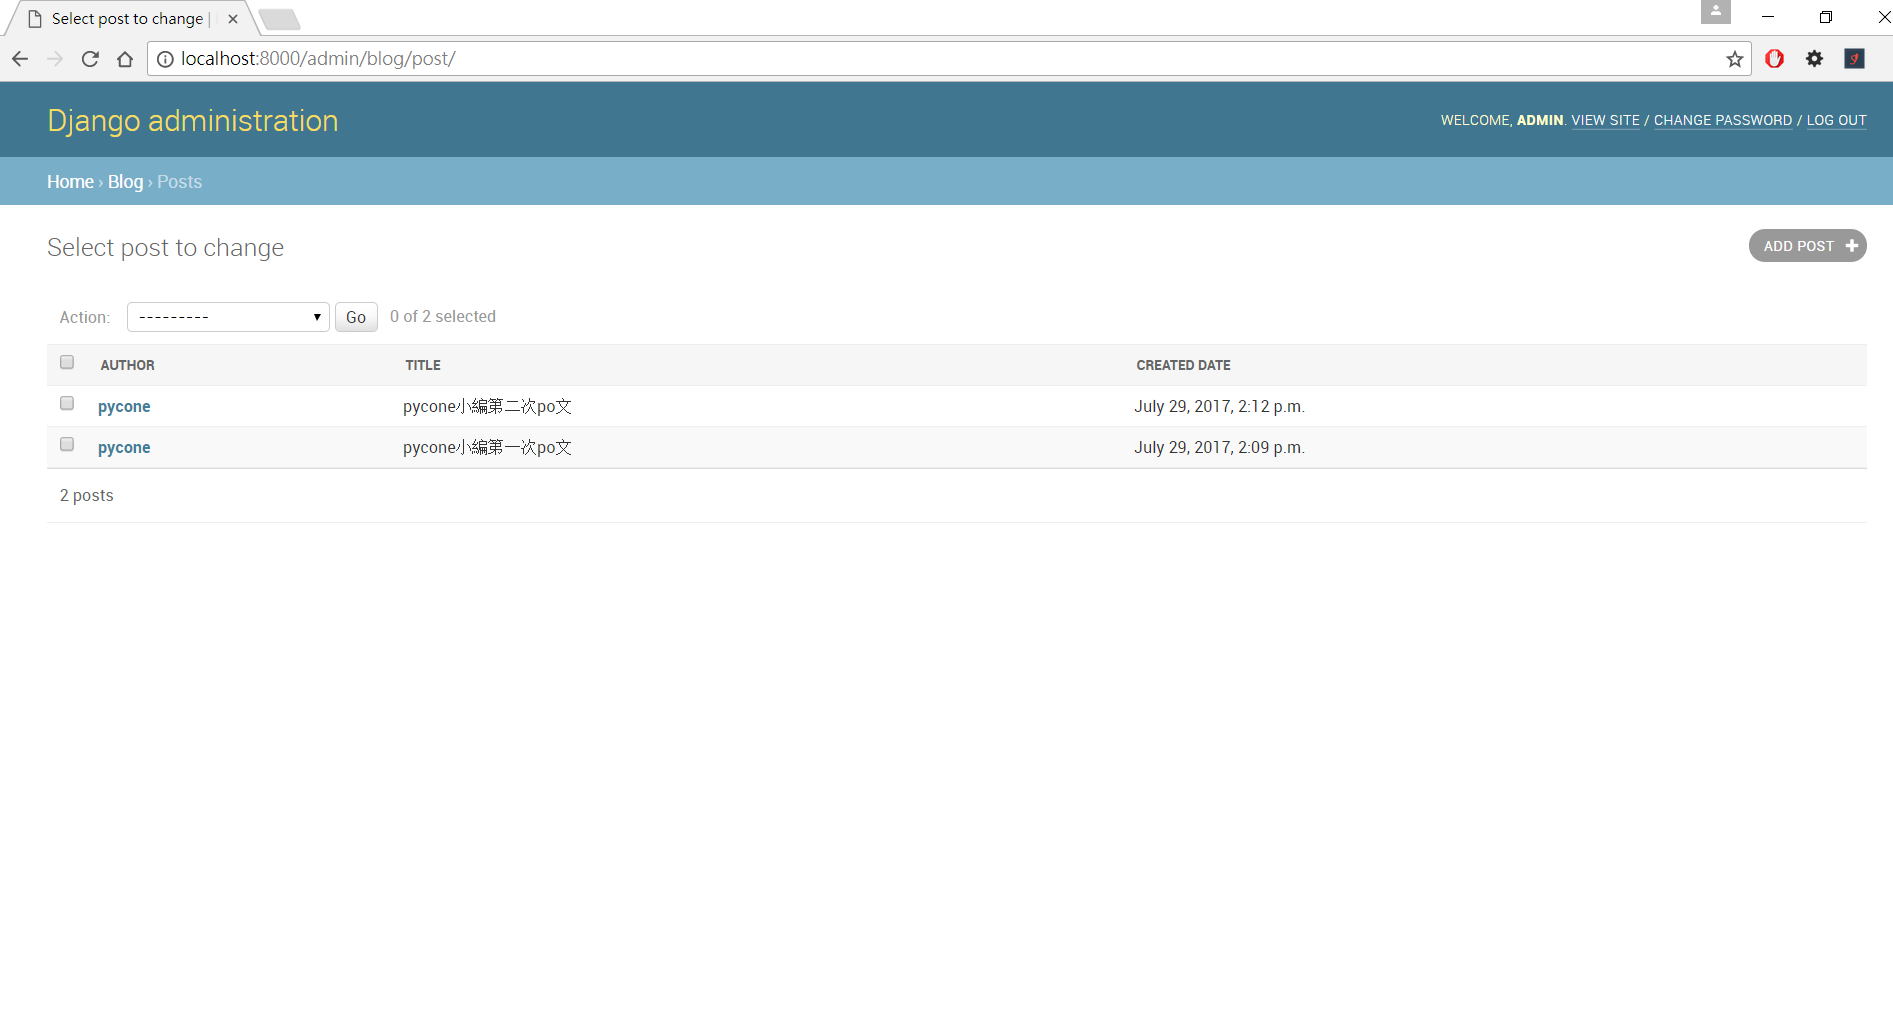 Select post to change |
localhost:8000/admin/blog/post/
Django administration
WELCOME, ADMIN. VIEW SITE / CHANGE PASSWORD / LOG OUT
Home › Blog › Posts
Select post to change
ADD POST +
Action: --------- Go 0 of 2 selected
AUTHOR TITLE CREATED DATE
pycone pycone小編第二次po文 July 29, 2017, 2:12 p.m.
pycone pycone小編第一次po文 July 29, 2017, 2:09 p.m.
2 posts